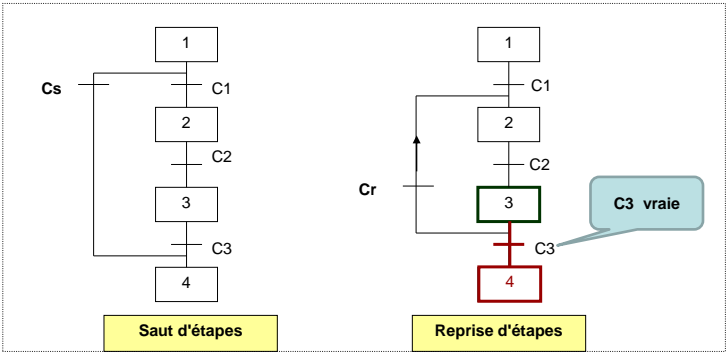 1
Cs
C1
2
C2
3
C3
4
Saut d'étapes
1
C1
2
C2
Cr
3
C3 vraie
C3
4
Reprise d'étapes